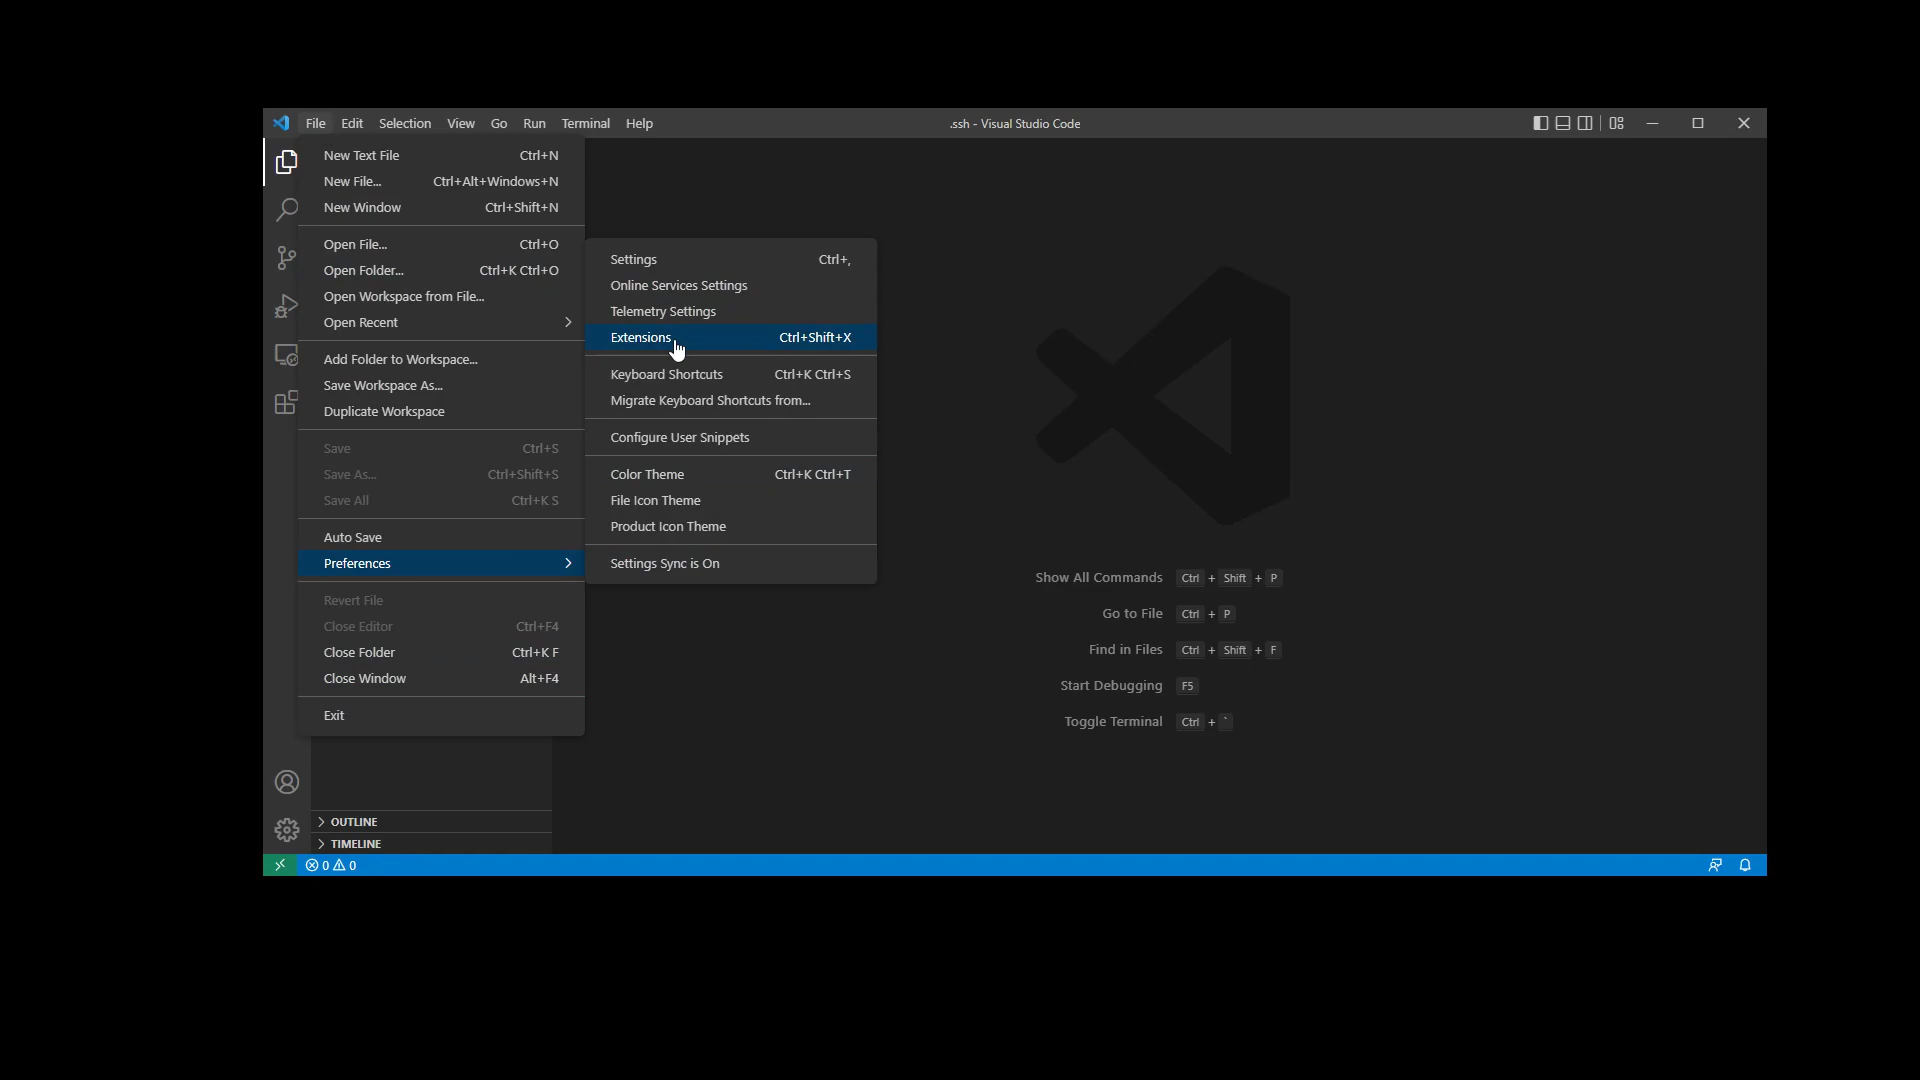 File Edit Selection View Go Run Terminal Help .ssh - Visual Studio Code
New Text File Ctrl+N
New File... Ctrl+Alt+Windows+N
New Window Ctrl+Shift+N
Open File... Ctrl+O
Open Folder... Ctrl+K Ctrl+O
Open Workspace from File...
Open Recent
Add Folder to Workspace...
Save Workspace As...
Duplicate Workspace
Save Ctrl+S
Save As... Ctrl+Shift+S
Save All Ctrl+K S
Auto Save
Preferences
Revert File
Close Editor Ctrl+F4
Close Folder Ctrl+K F
Close Window Alt+F4
Exit
Settings Ctrl+,
Online Services Settings
Telemetry Settings
Extensions Ctrl+Shift+X
Keyboard Shortcuts Ctrl+K Ctrl+S
Migrate Keyboard Shortcuts from...
Configure User Snippets
Color Theme Ctrl+K Ctrl+T
File Icon Theme
Product Icon Theme
Settings Sync is On
Show All Commands Ctrl + Shift + P
Go to File Ctrl + P
Find in Files Ctrl + Shift + F
Start Debugging F5
Toggle Terminal Ctrl + `
OUTLINE
TIMELINE
0 0